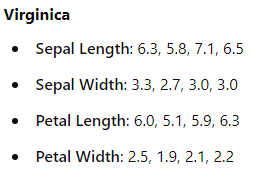 Virginica
• Sepal Length: 6.3, 5.8, 7.1, 6.5
• Sepal Width: 3.3, 2.7, 3.0, 3.0
• Petal Length: 6.0, 5.1, 5.9, 6.3
• Petal Width: 2.5, 1.9, 2.1, 2.2